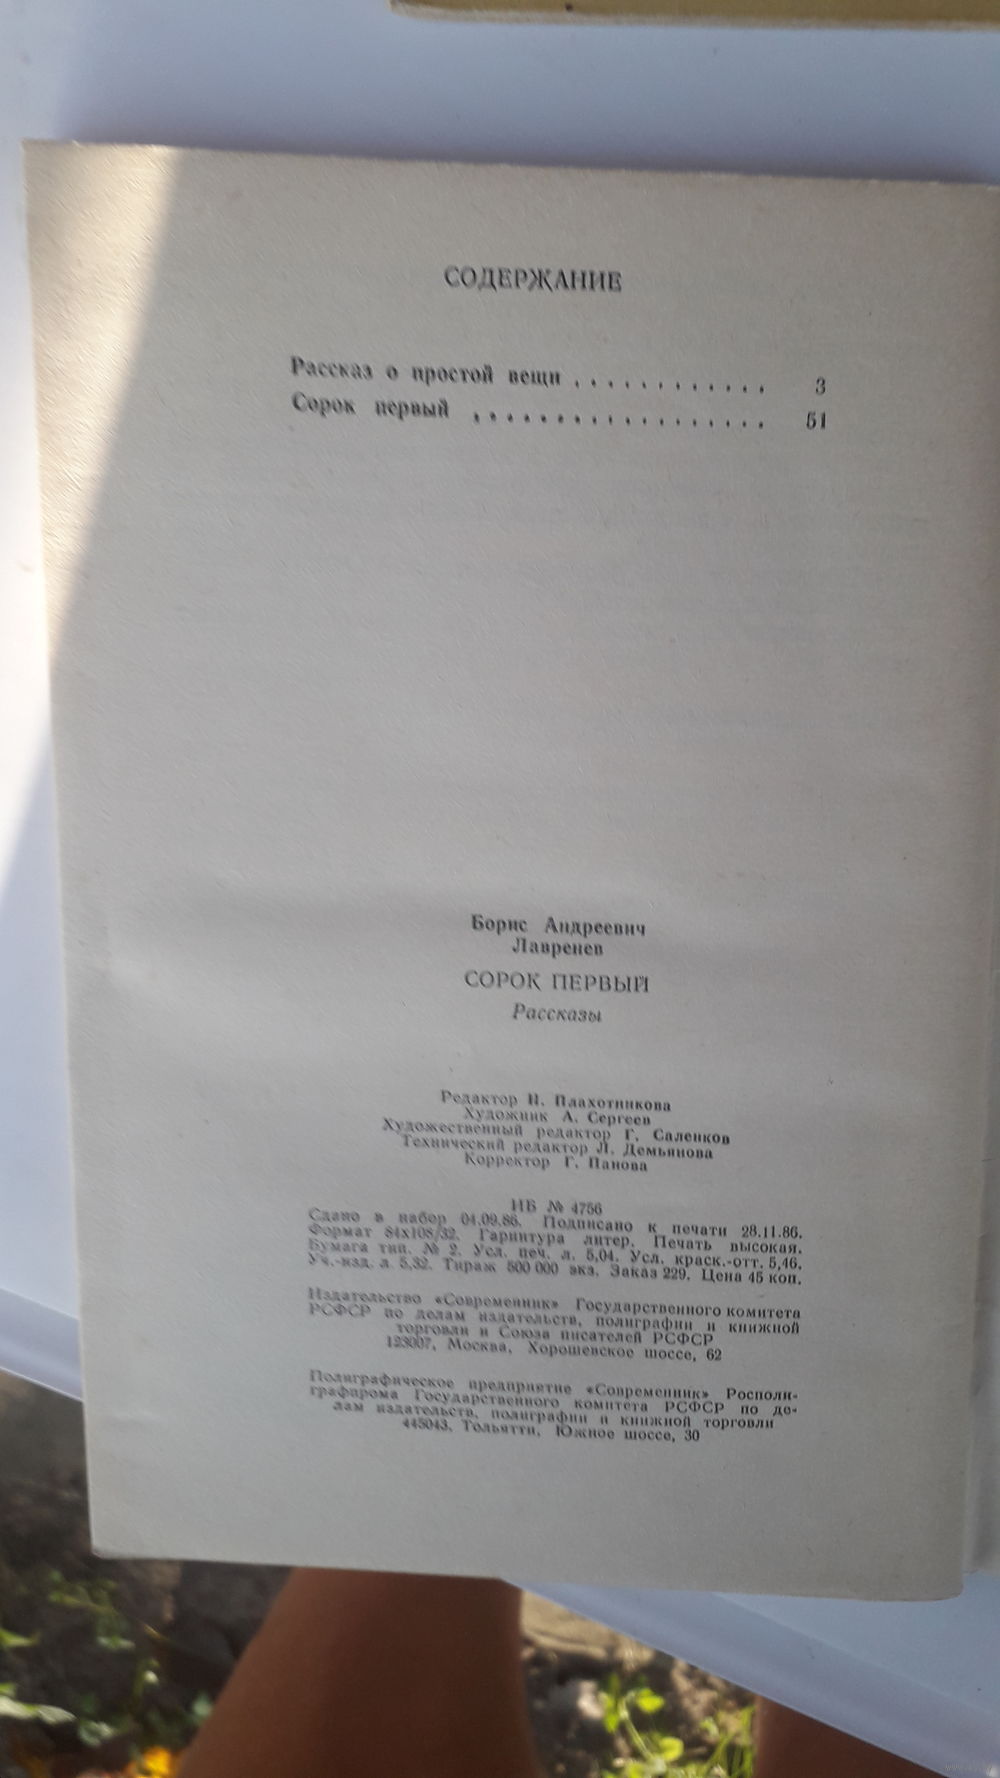 СОДЕРЖАНИЕ
Рассказ о простой вещи . . . . . . . . . . . . 3
Сорок первый . . . . . . . . . . . . . . . . . . 51
Борис Андреевич
Лавренев
СОРОК ПЕРВЫЙ
Рассказы
Редактор Н. Плахотникова
Художник А. Сергеев
Художественный редактор Г. Саленков
Технический редактор Л. Демьянова
Корректор Г. Панова
ИБ № 4756
Сдано в набор 04.09.86. Подписано к печати 28.11.86.
Формат 84х108/32. Гарнитура литер. Печать высокая.
Бумага тип. № 2. Усл. печ. л. 5,04. Усл. краск.-отт. 5,46.
Уч.-изд. л. 5,32. Тираж 500 000 экз. Заказ 229. Цена 45 коп.
Издательство «Современник» Государственного комитета
РСФСР по делам издательств, полиграфии и книжной
торговли и Союза писателей РСФСР
123007, Москва, Хорошевское шоссе, 62
Полиграфическое предприятие «Современник» Росполи-
графпрома Государственного комитета РСФСР по де-
лам издательств, полиграфии и книжной торговли
445043, Тольятти, Южное шоссе, 30